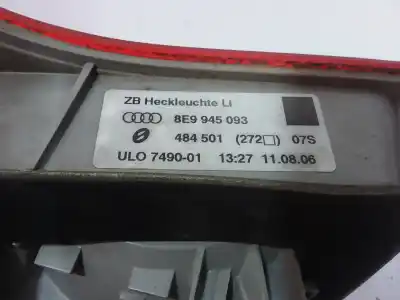 ZB Heckleuchte LI
8E9 945 093
484 501 (272□) 07S
ULO 7490-01 13:27 11.08.06